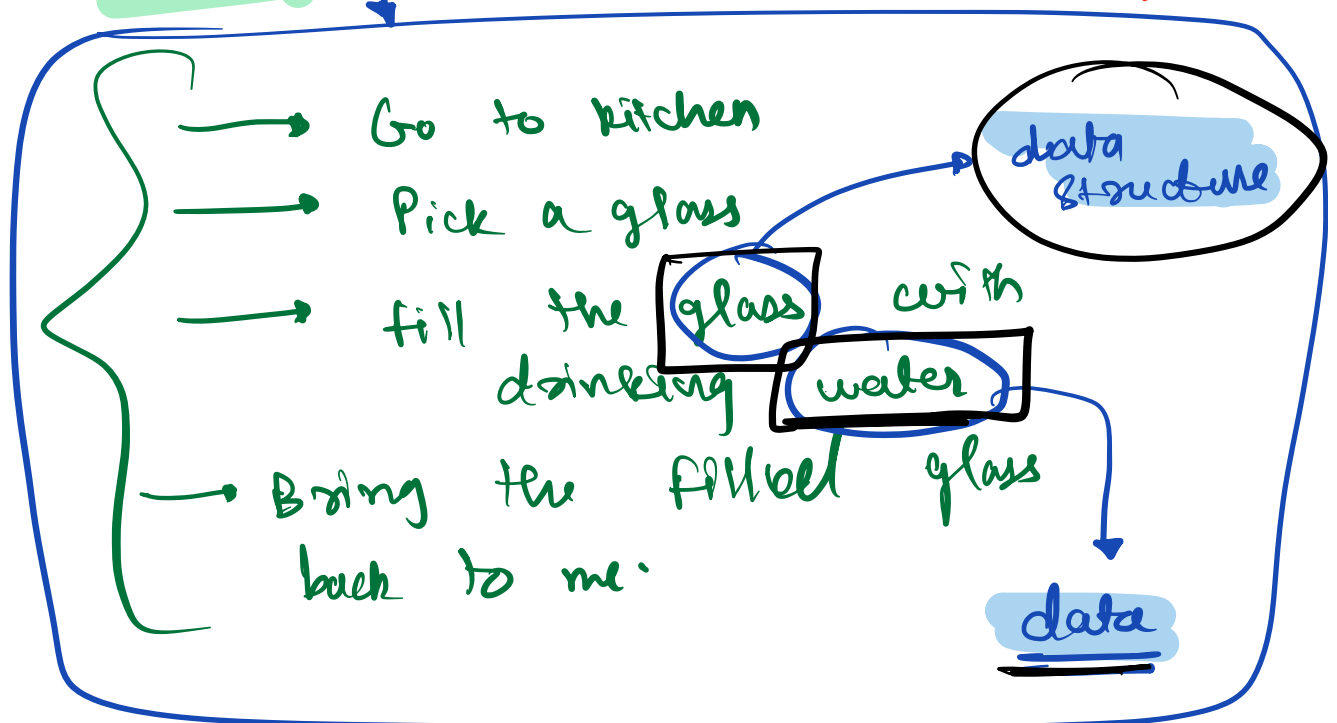 Go to kitchen
data
structure
Pick a glass
fill the glass with
drinking water
Bring the filled glass
back to me.
data